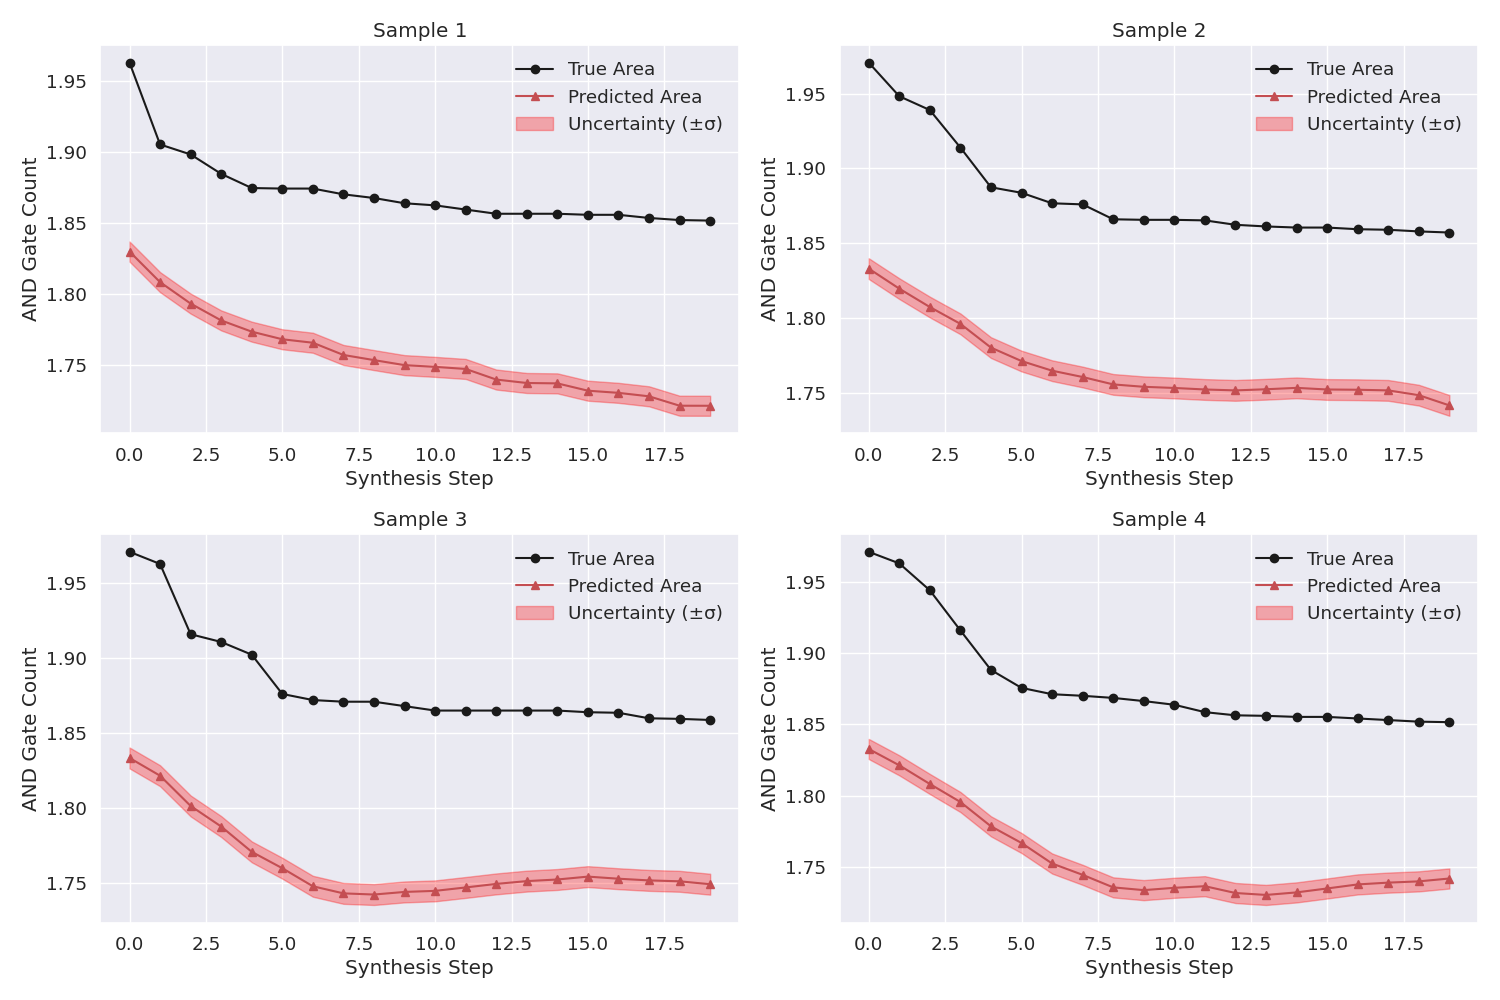 Sample 1
AND Gate Count
1.95
1.90
1.85
1.80
1.75
True Area
Predicted Area
Uncertainty (±σ)
0.0 2.5 5.0 7.5 10.0 12.5 15.0 17.5
Synthesis Step
Sample 2
AND Gate Count
1.95
1.90
1.85
1.80
1.75
True Area
Predicted Area
Uncertainty (±σ)
0.0 2.5 5.0 7.5 10.0 12.5 15.0 17.5
Synthesis Step
Sample 3
AND Gate Count
1.95
1.90
1.85
1.80
1.75
True Area
Predicted Area
Uncertainty (±σ)
0.0 2.5 5.0 7.5 10.0 12.5 15.0 17.5
Synthesis Step
Sample 4
AND Gate Count
1.95
1.90
1.85
1.80
1.75
True Area
Predicted Area
Uncertainty (±σ)
0.0 2.5 5.0 7.5 10.0 12.5 15.0 17.5
Synthesis Step